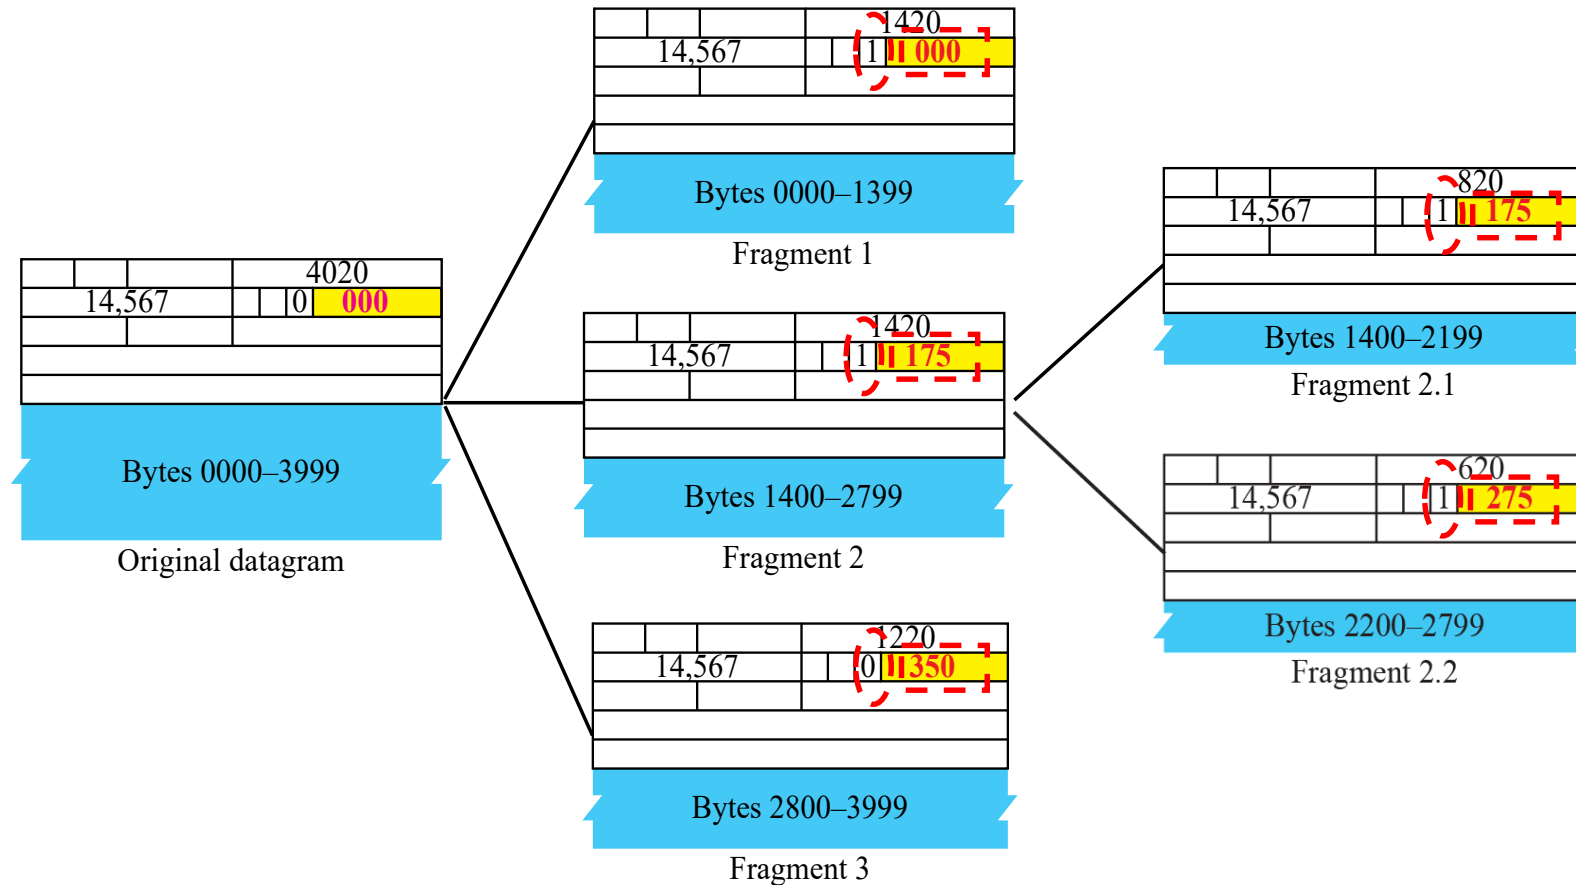 4020
14,567 0 000
Bytes 0000–3999
Original datagram
1420
14,567 1 000
Bytes 0000–1399
Fragment 1
1420
14,567 1 175
Bytes 1400–2799
Fragment 2
1220
14,567 0 350
Bytes 2800–3999
Fragment 3
820
14,567 1 175
Bytes 1400–2199
Fragment 2.1
620
14,567 1 275
Bytes 2200–2799
Fragment 2.2